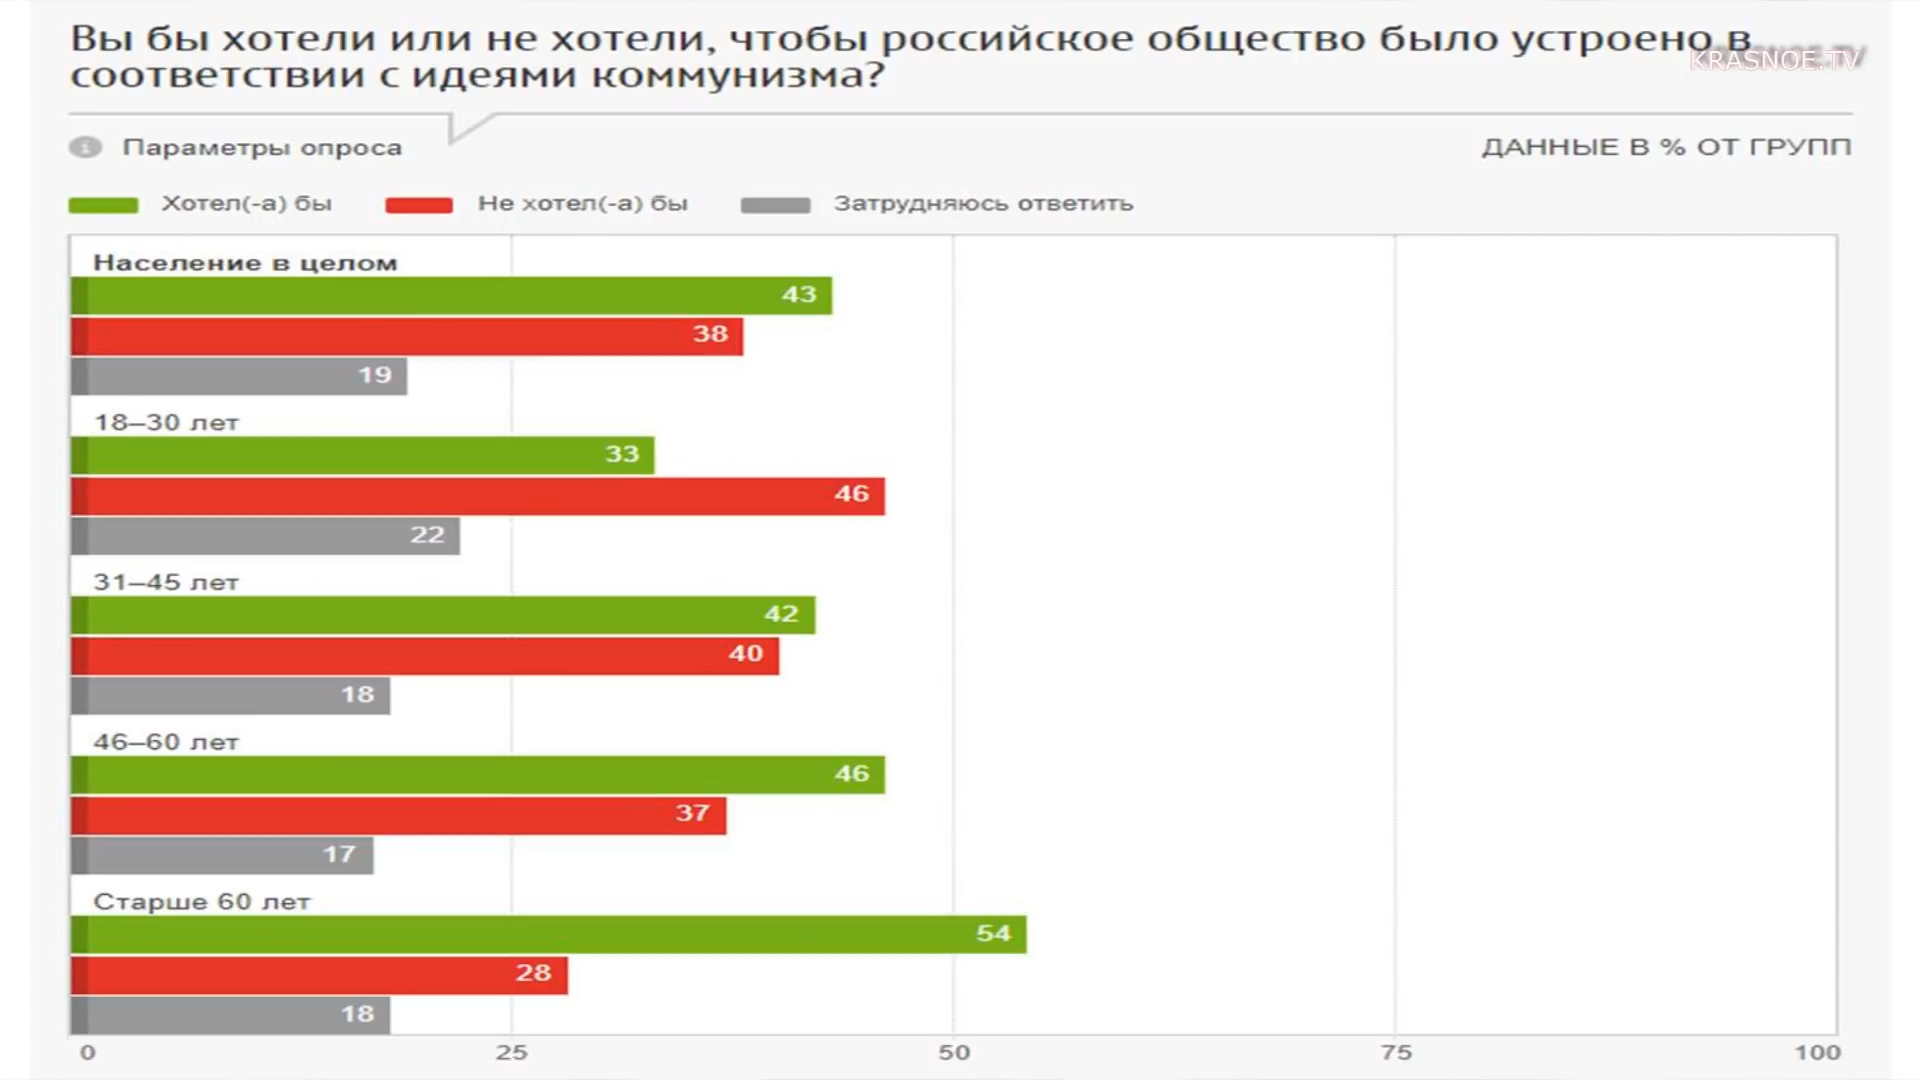 Вы бы хотели или не хотели, чтобы российское общество было устроено в
соответствии с идеями коммунизма?
KRASNOE.TV
Параметры опроса
ДАННЫЕ В % ОТ ГРУПП
Хотел(-а) бы Не хотел(-а) бы Затрудняюсь ответить
Население в целом
43
38
19
18–30 лет
33
46
22
31–45 лет
42
40
18
46–60 лет
46
37
17
Старше 60 лет
54
28
18
0 25 50 75 100